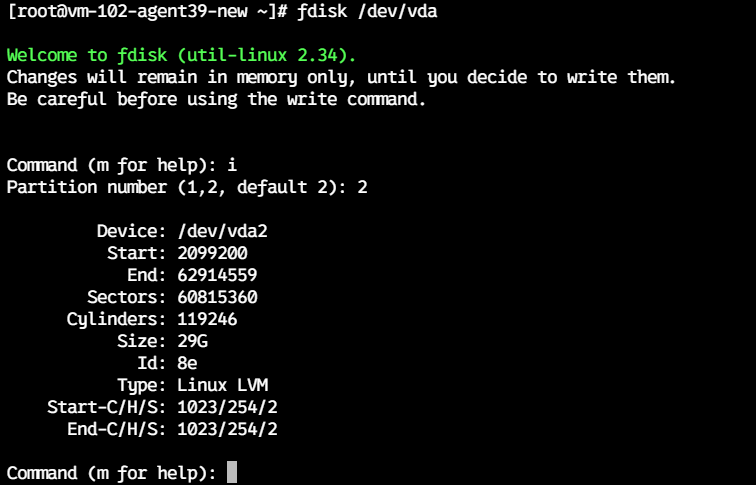 [root@vm-102-agent39-new ~]# fdisk /dev/vda
Welcome to fdisk (util-linux 2.34).
Changes will remain in memory only, until you decide to write them.
Be careful before using the write command.
Command (m for help): i
Partition number (1,2, default 2): 2
Device: /dev/vda2
Start: 2099200
End: 62914559
Sectors: 60815360
Cylinders: 119246
Size: 29G
Id: 8e
Type: Linux LVM
Start-C/H/S: 1023/254/2
End-C/H/S: 1023/254/2
Command (m for help):